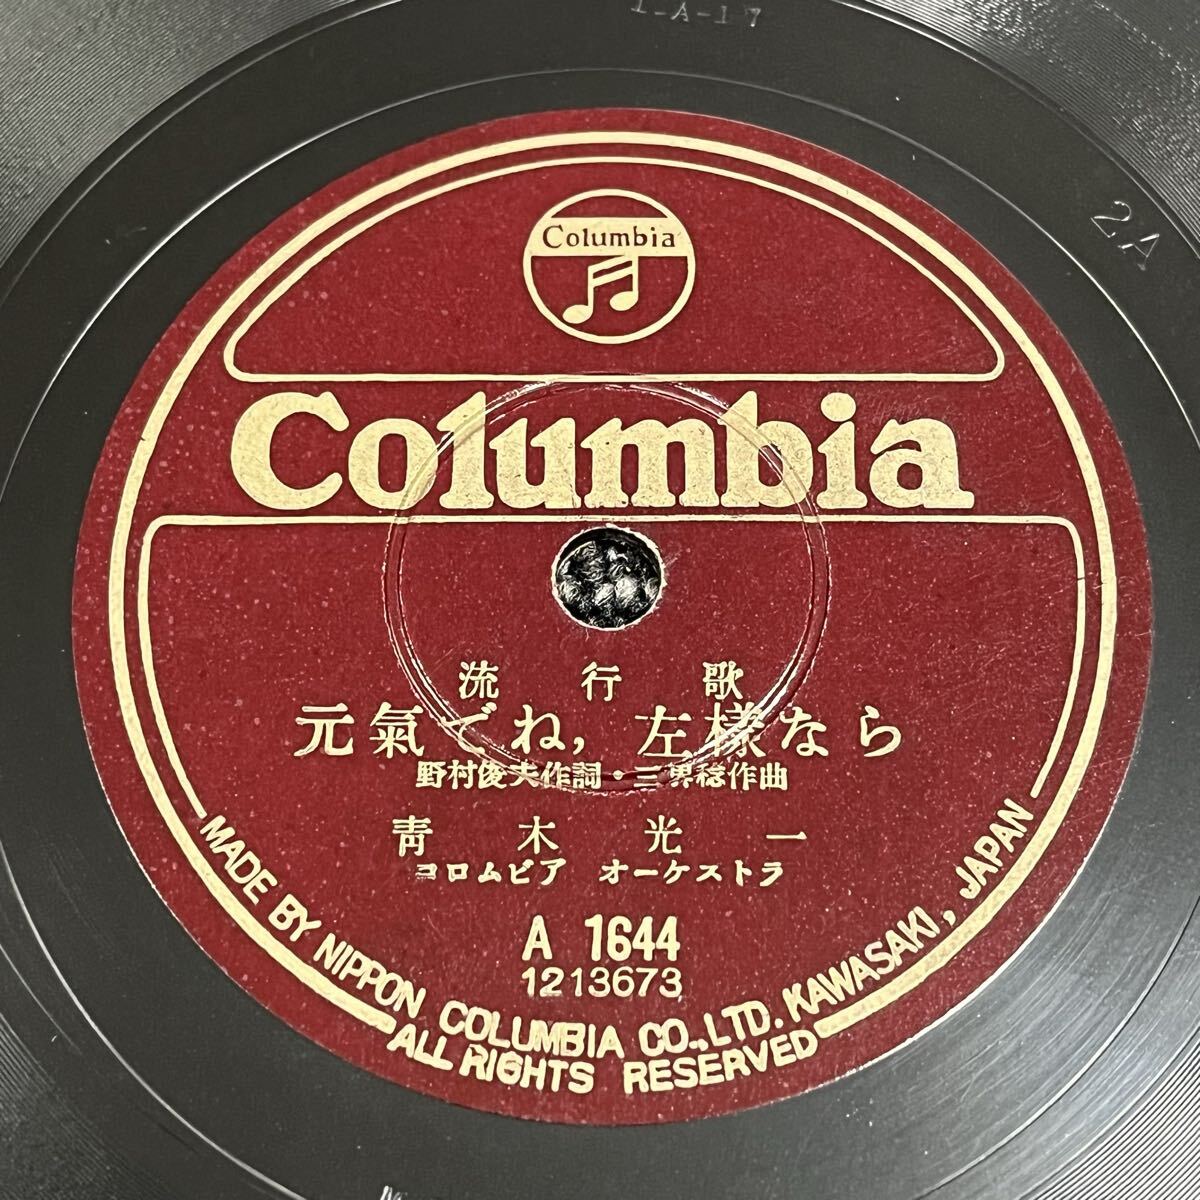 1-A-17
2A
Columbia
Columbia
流行歌
元氣でね,左樣なら
野村俊夫作詞・三界稔作曲
靑木光一
コロムビア オーケストラ
A 1644
1213673
MADE BY NIPPON COLUMBIA CO., LTD. KAWASAKI, JAPAN
ALL RIGHTS RESERVED